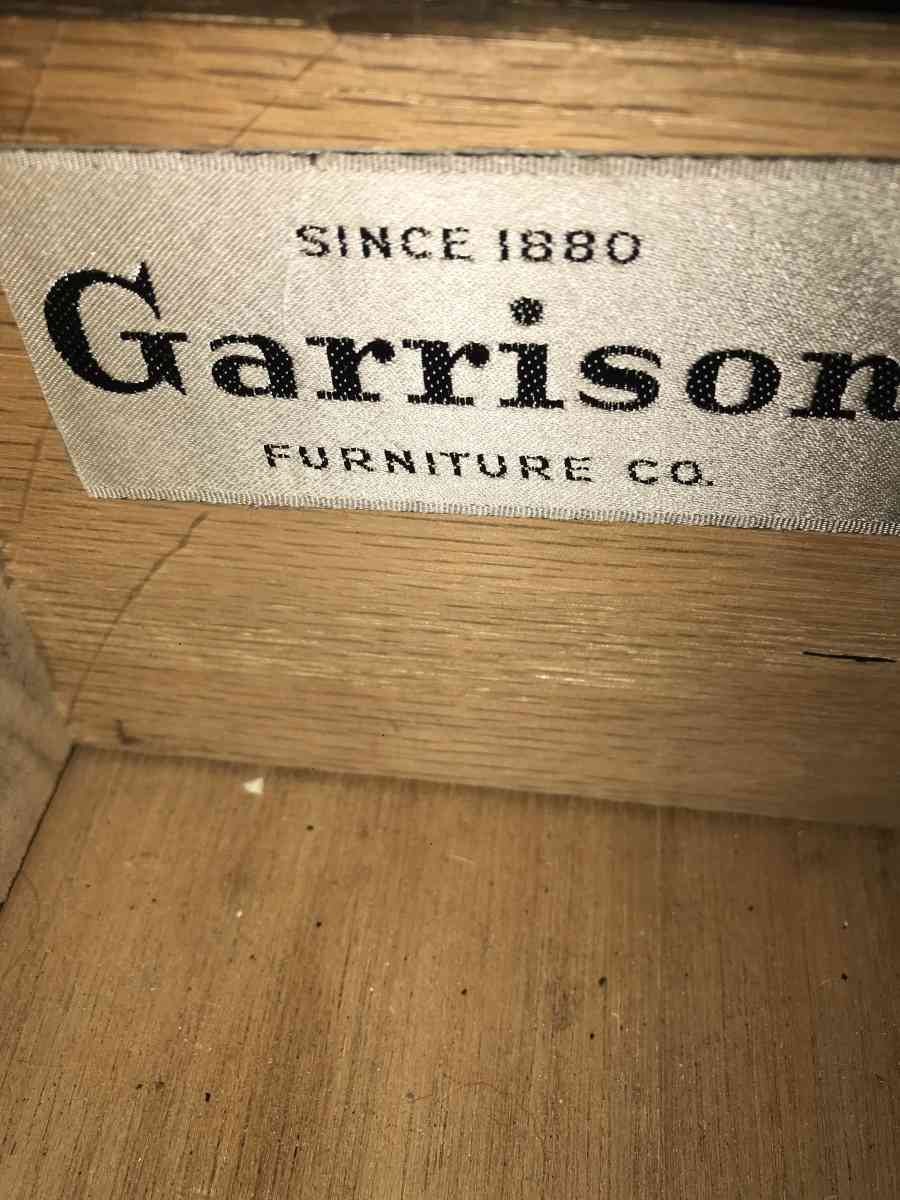 SINCE 1880
Garrison
FURNITURE CO.